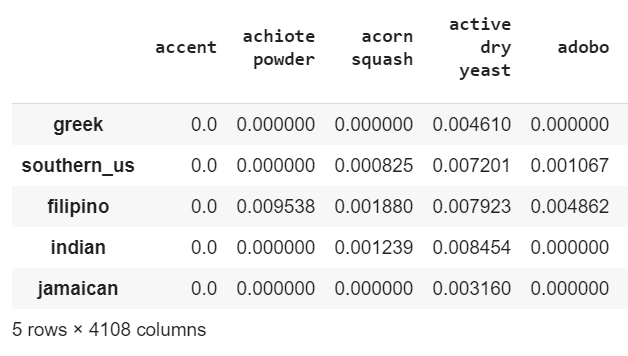 accent achiote powder acorn squash active dry yeast adobo
greek 0.0 0.000000 0.000000 0.004610 0.000000
southern_us 0.0 0.000000 0.000825 0.007201 0.001067
filipino 0.0 0.009538 0.001880 0.007923 0.004862
indian 0.0 0.000000 0.001239 0.008454 0.000000
jamaican 0.0 0.000000 0.000000 0.003160 0.000000
5 rows × 4108 columns